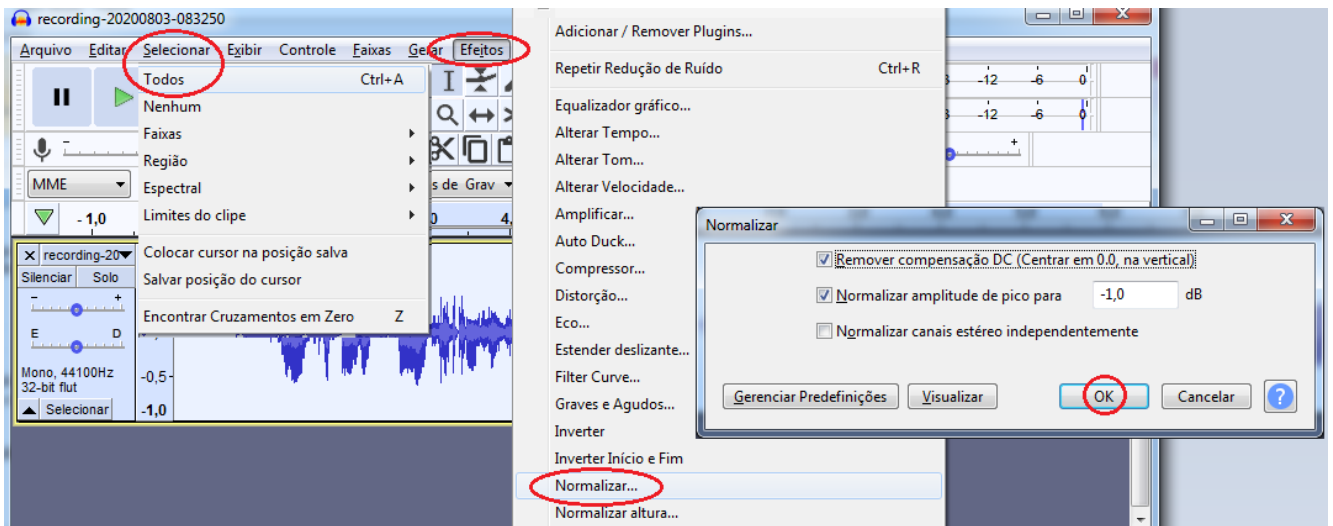 recording-20200803-083250
Arquivo Editar Selecionar Exibir Controle Faixas Gerar Efeitos
Todos Ctrl+A
Nenhum
Faixas
Região
Espectral
Limites do clipe
Colocar cursor na posição salva
Salvar posição do cursor
Encontrar Cruzamentos em Zero Z
MME
s de Grav
- 1,0
4,
recording-20
Silenciar Solo
- +
E D
Mono, 44100Hz
32-bit flut
Selecionar
-0,5
-1,0
Adicionar / Remover Plugins...
Repetir Redução de Ruído Ctrl+R
Equalizador gráfico...
Alterar Tempo...
Alterar Tom...
Alterar Velocidade...
Amplificar...
Auto Duck...
Compressor...
Distorção...
Eco...
Estender deslizante...
Filter Curve...
Graves e Agudos...
Inverter
Inverter Início e Fim
Normalizar...
Normalizar altura...
-12 -6 0
-12 -6 0
Normalizar
Remover compensação DC (Centrar em 0.0, na vertical)
Normalizar amplitude de pico para -1,0 dB
Normalizar canais estéreo independentemente
Gerenciar Predefinições Visualizar OK Cancelar ?